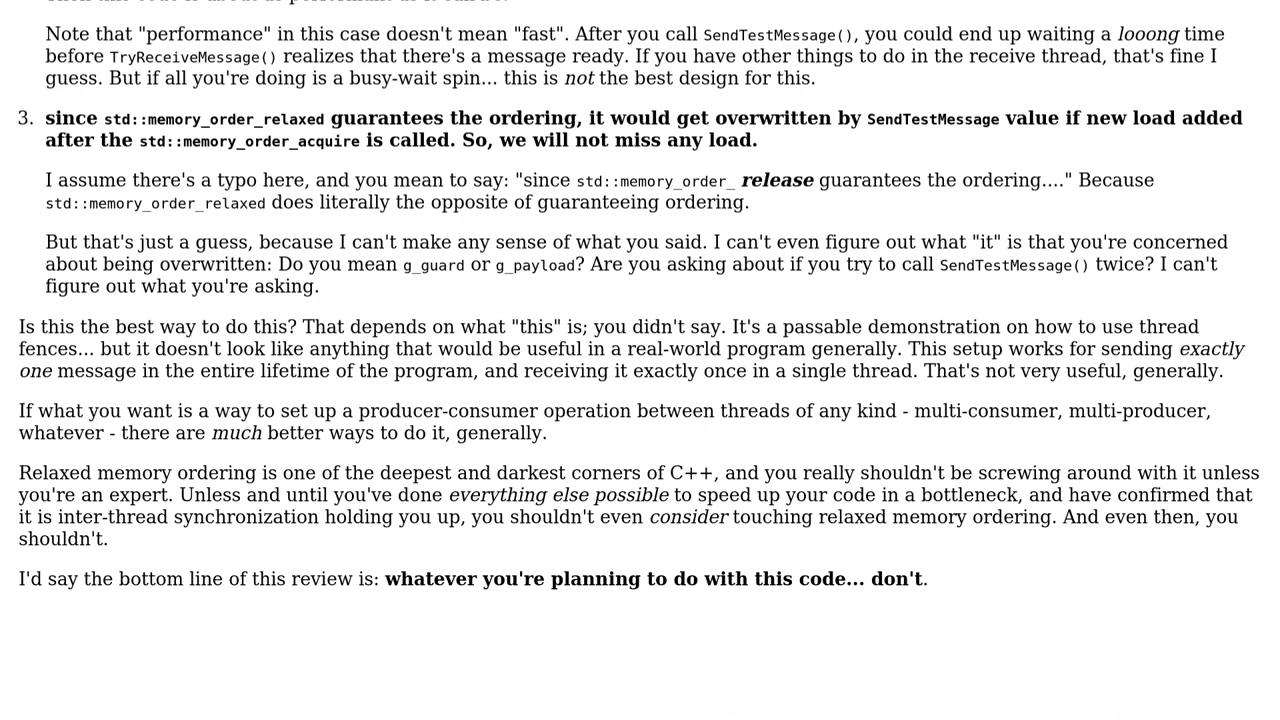 Note that "performance" in this case doesn't mean "fast". After you call SendTestMessage(), you could end up waiting a looong time
before TryReceiveMessage() realizes that there's a message ready. If you have other things to do in the receive thread, that's fine I
guess. But if all you're doing is a busy-wait spin... this is not the best design for this.
3. since std::memory_order_relaxed guarantees the ordering, it would get overwritten by SendTestMessage value if new load added
after the std::memory_order_acquire is called. So, we will not miss any load.
I assume there's a typo here, and you mean to say: "since std::memory_order_ release guarantees the ordering...." Because
std::memory_order_relaxed does literally the opposite of guaranteeing ordering.
But that's just a guess, because I can't make any sense of what you said. I can't even figure out what "it" is that you're concerned
about being overwritten: Do you mean g_guard or g_payload? Are you asking about if you try to call SendTestMessage() twice? I can't
figure out what you're asking.
Is this the best way to do this? That depends on what "this" is; you didn't say. It's a passable demonstration on how to use thread
fences... but it doesn't look like anything that would be useful in a real-world program generally. This setup works for sending exactly
one message in the entire lifetime of the program, and receiving it exactly once in a single thread. That's not very useful, generally.
If what you want is a way to set up a producer-consumer operation between threads of any kind - multi-consumer, multi-producer,
whatever - there are much better ways to do it, generally.
Relaxed memory ordering is one of the deepest and darkest corners of C++, and you really shouldn't be screwing around with it unless
you're an expert. Unless and until you've done everything else possible to speed up your code in a bottleneck, and have confirmed that
it is inter-thread synchronization holding you up, you shouldn't even consider touching relaxed memory ordering. And even then, you
shouldn't.
I'd say the bottom line of this review is: whatever you're planning to do with this code... don't.